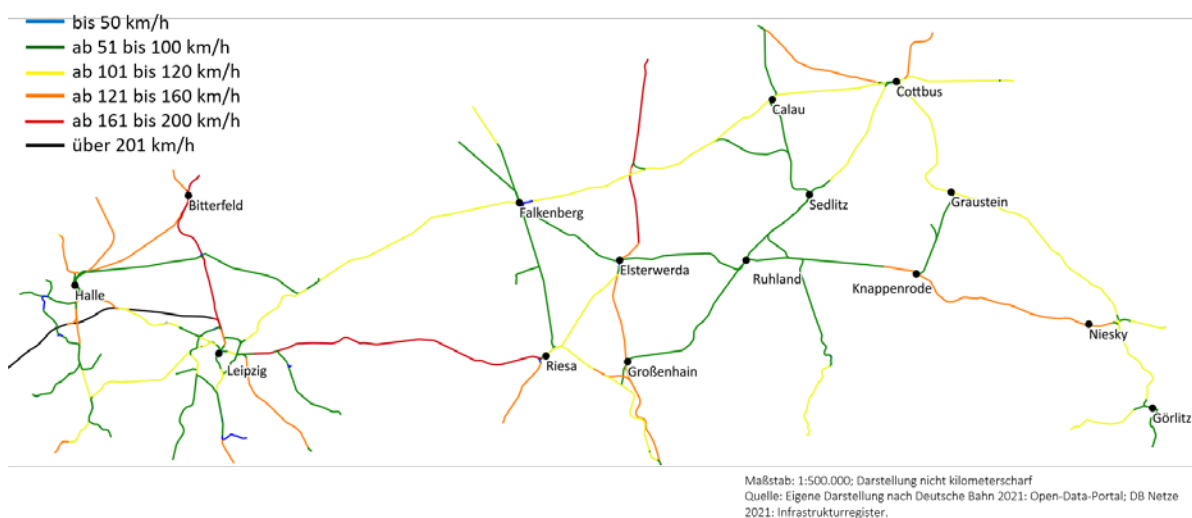 bis 50 km/h
ab 51 bis 100 km/h
ab 101 bis 120 km/h
ab 121 bis 160 km/h
ab 161 bis 200 km/h
über 201 km/h
Cottbus
Calau
Bitterfeld
Falkenberg
Sedlitz
Graustein
Elsterwerda
Ruhland
Knappenrode
Halle
Niesky
Leipzig
Riesa
Großenhain
Görlitz
Maßstab: 1:500.000; Darstellung nicht kilometerscharf
Quelle: Eigene Darstellung nach Deutsche Bahn 2021: Open-Data-Portal; DB Netze
2021: Infrastrukturregister.